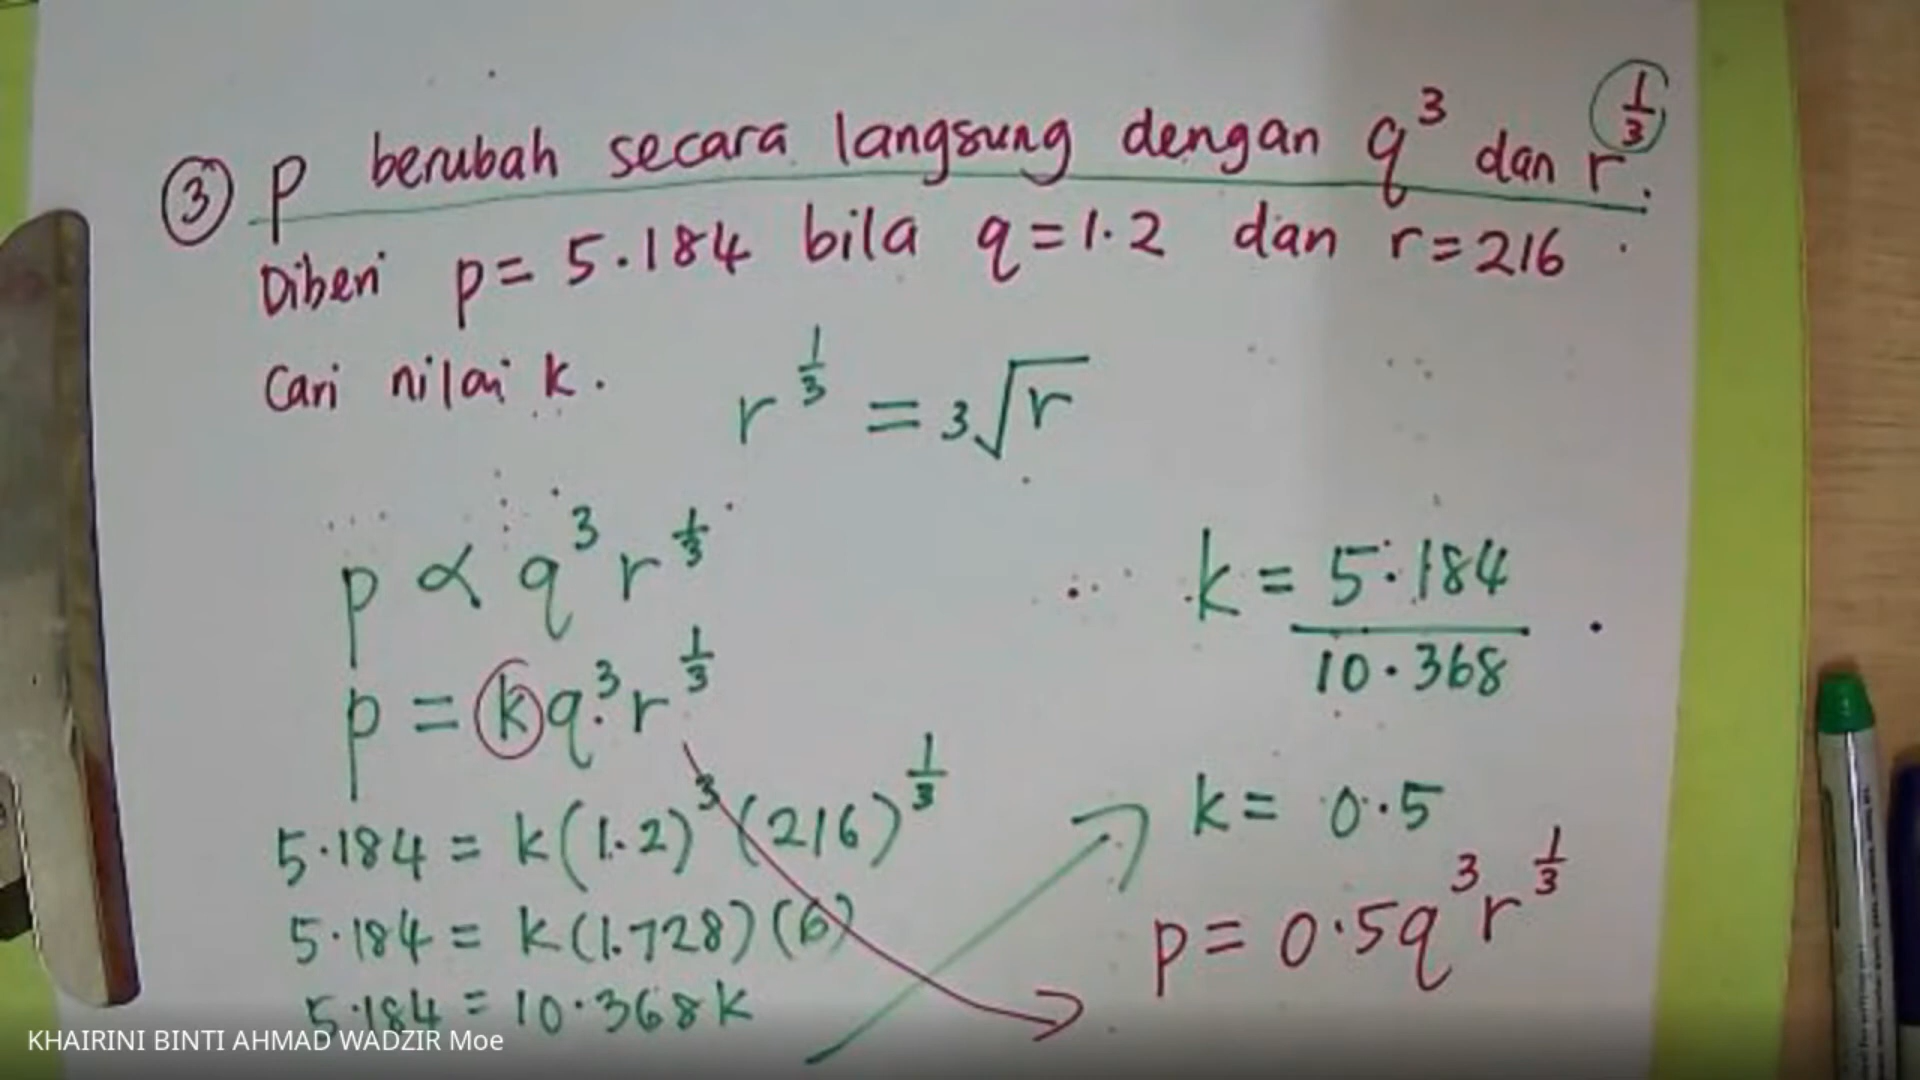 ③ p berubah secara langsung dengan q³ dan r^(1/3).
Diberi p = 5.184 bila q = 1.2 dan r = 216
Cari nilai k.
r^(1/3) = ³√r
p ∝ q³ r^(1/3)
p = k q³ r^(1/3)
5.184 = k(1.2)³ (216)^(1/3)
5.184 = k(1.728)(6)
5.184 = 10.368k
k = 5.184/10.368
k = 0.5
p = 0.5q³ r^(1/3)
KHAIRINI BINTI AHMAD WADZIR Moe